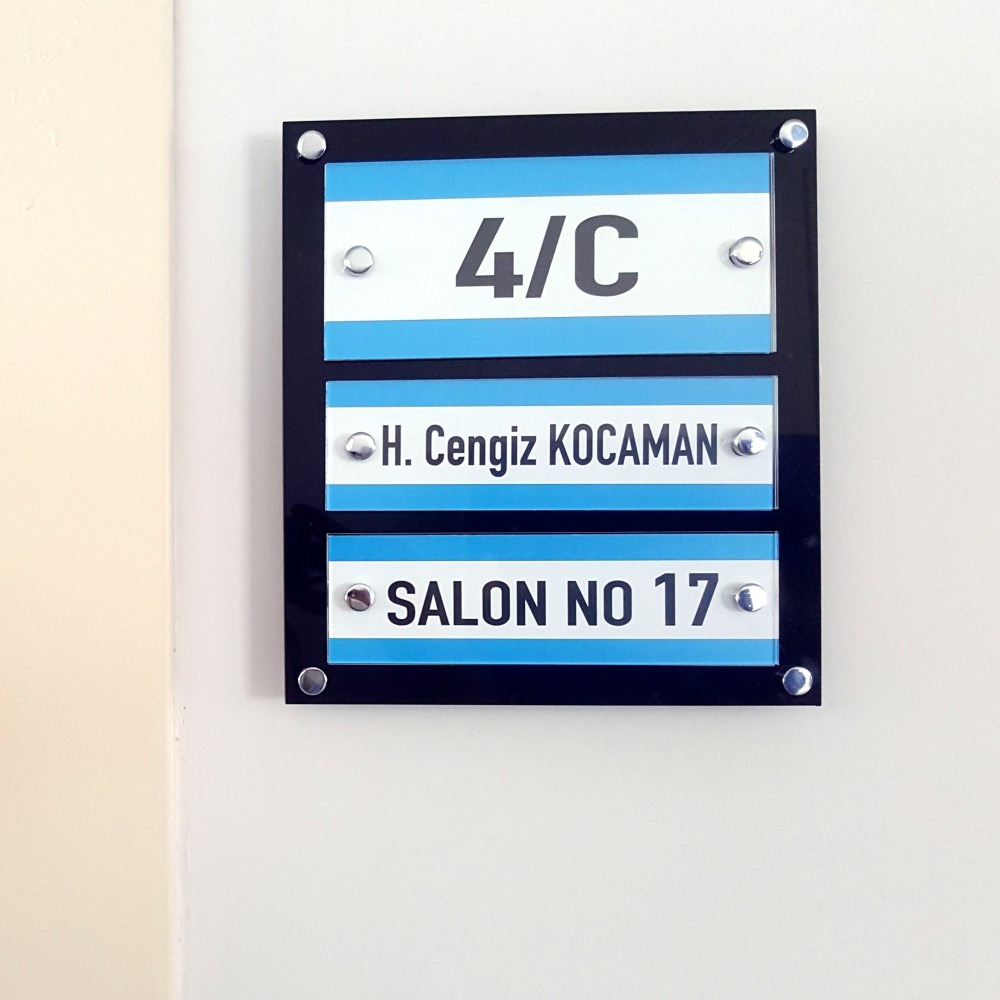 4/C
H. Cengiz KOCAMAN
SALON NO 17